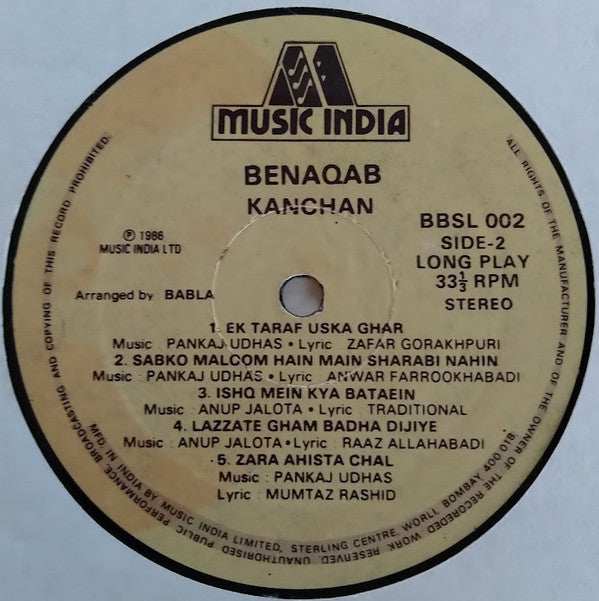 MUSIC INDIA
BENAQAB
KANCHAN
℗ 1986
MUSIC INDIA LTD
BBSL 002
SIDE-2
LONG PLAY
33⅓ RPM
STEREO
Arranged by BABLA
1. EK TARAF USKA GHAR
Music : PANKAJ UDHAS • Lyric : ZAFAR GORAKHPURI
2. SABKO MALOOM HAIN MAIN SHARABI NAHIN
Music : PANKAJ UDHAS • Lyric : ANWAR FARROOKHABADI
3. ISHQ MEIN KYA BATAEIN
Music : ANUP JALOTA • Lyric : TRADITIONAL
4. LAZZATE GHAM BADHA DIJIYE
Music : ANUP JALOTA • Lyric : RAAZ ALLAHABADI
5. ZARA AHISTA CHAL
Music : PANKAJ UDHAS
Lyric : MUMTAZ RASHID
ALL RIGHTS OF THE MANUFACTURER AND OF THE OWNER OF THE RECOREDED WORK RESERVED. UNAUTHORISED PUBLIC PERFORMANCE, BROADCASTING AND COPYING OF THIS RECORD PROHIBITED.
MFD. IN INDIA BY MUSIC INDIA LIMITED, STERLING CENTRE, WORLI, BOMBAY. 400 018.